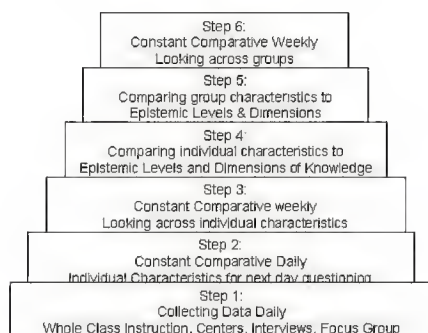 Step 6:
Constant Comparative Weekly
Looking across groups
Step 5:
Comparing group characteristics to
Epistemic Levels & Dimensions
Step 4:
Comparing individual characteristics to
Epistemic Levels and Dimensions of Knowledge
Step 3:
Constant Comparative weekly
Looking across individual characteristics
Step 2:
Constant Comparative Daily
Individual Characteristics for next day questioning
Step 1:
Collecting Data Daily
Whole Class Instruction, Centers, Interviews, Focus Group